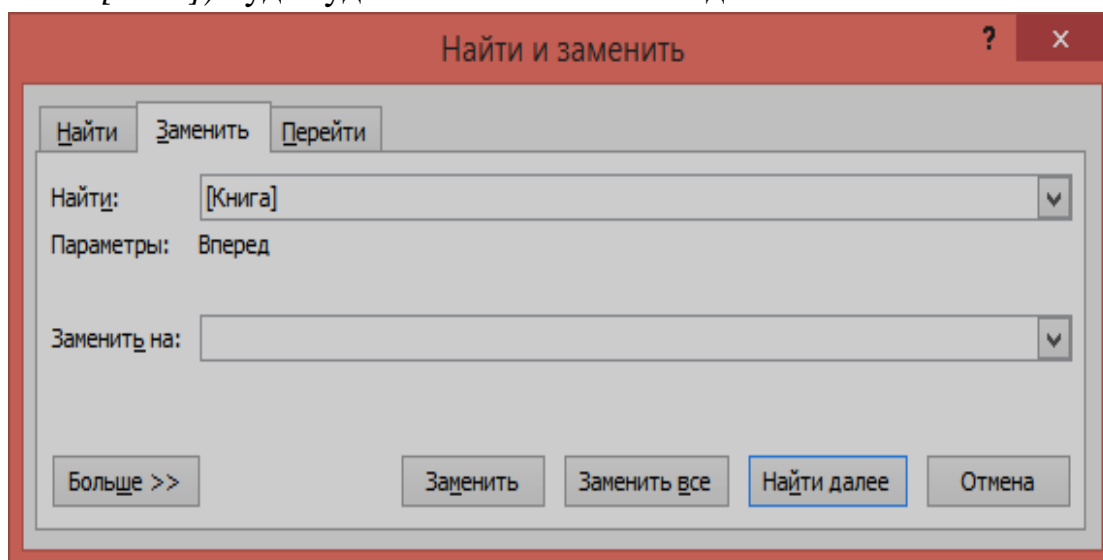 Найти и заменить
Найти Заменить Перейти
Найти: [Книга]
Параметры: Вперед
Заменить на:
Больше >> Заменить Заменить все Найти далее Отмена